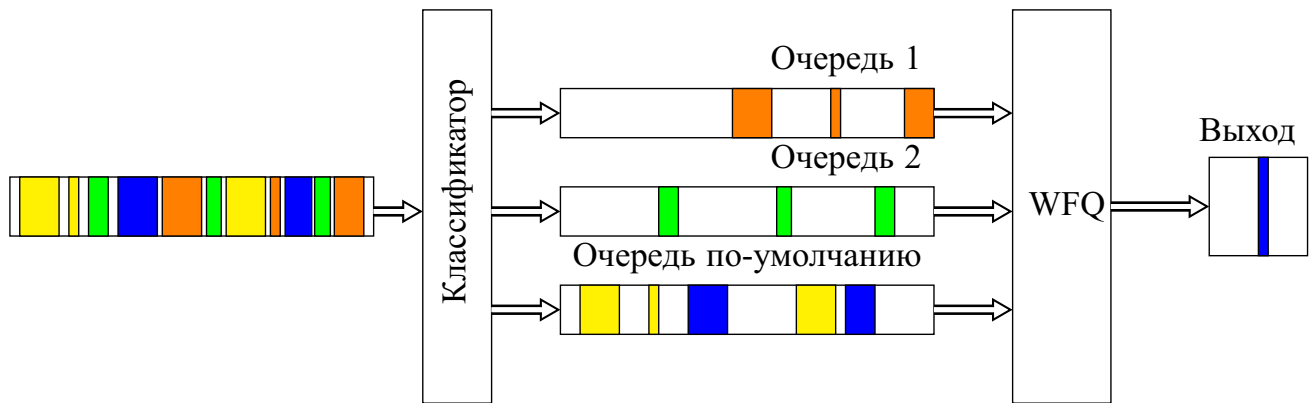 Классификатор
Очередь 1
Очередь 2
Очередь по-умолчанию
WFQ
Выход